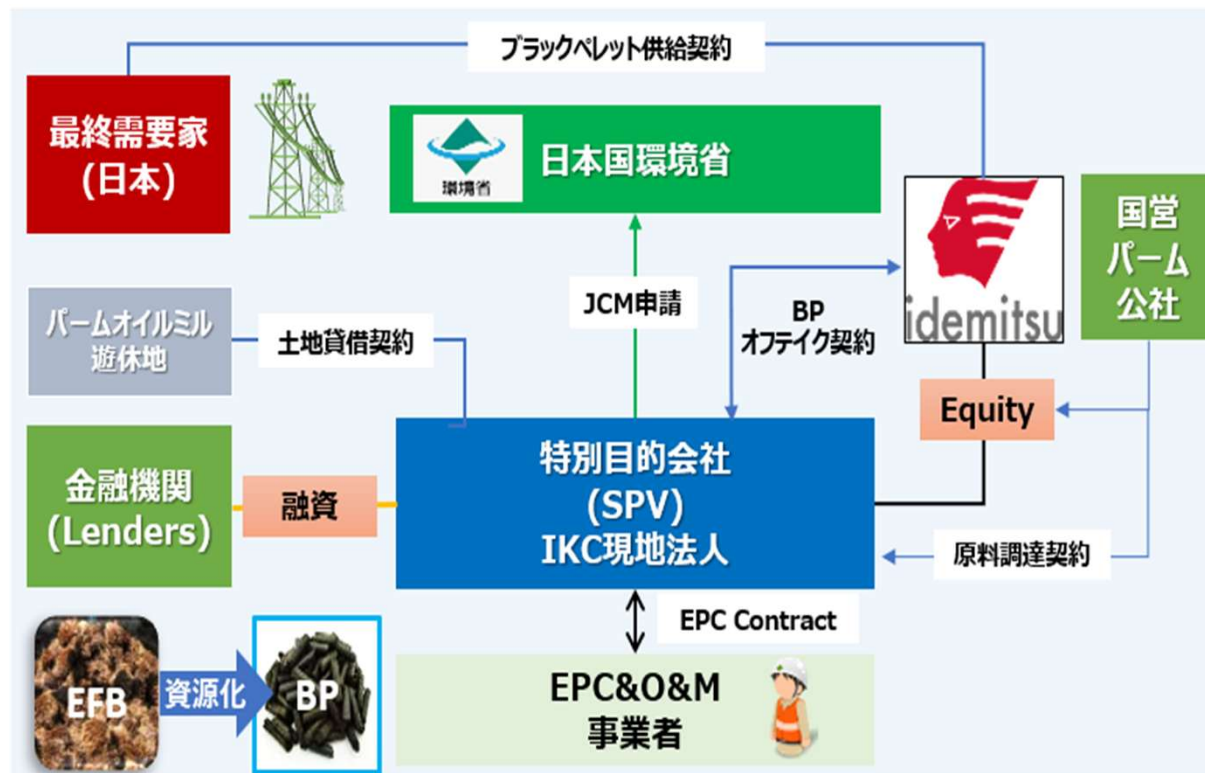 ブラックペレット供給契約
最終需要家
(日本)
環境省
日本国環境省
idemitsu
国営
パーム
公社
パームオイルミル
遊休地
土地貸借契約
JCM申請
BP
オフテイク契約
Equity
金融機関
(Lenders)
融資
特別目的会社
(SPV)
IKC現地法人
原料調達契約
EPC Contract
EFB
資源化
BP
EPC&O&M
事業者